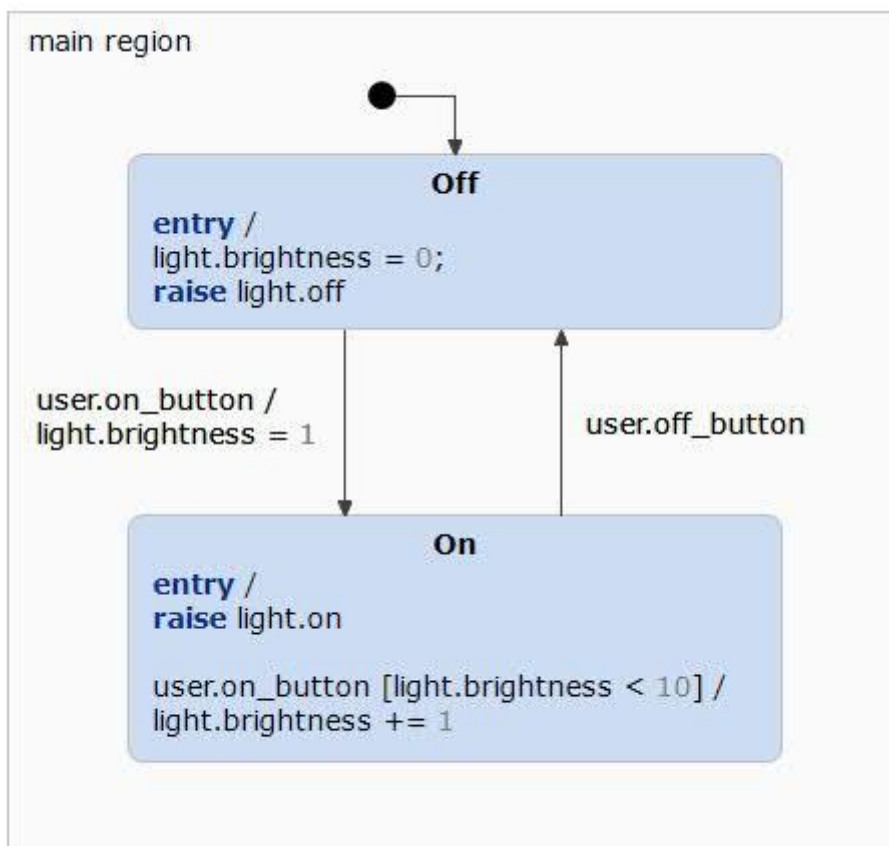 main region
Off
entry /
light.brightness = 0;
raise light.off
user.on_button /
light.brightness = 1
user.off_button
On
entry /
raise light.on
user.on_button [light.brightness < 10] /
light.brightness += 1